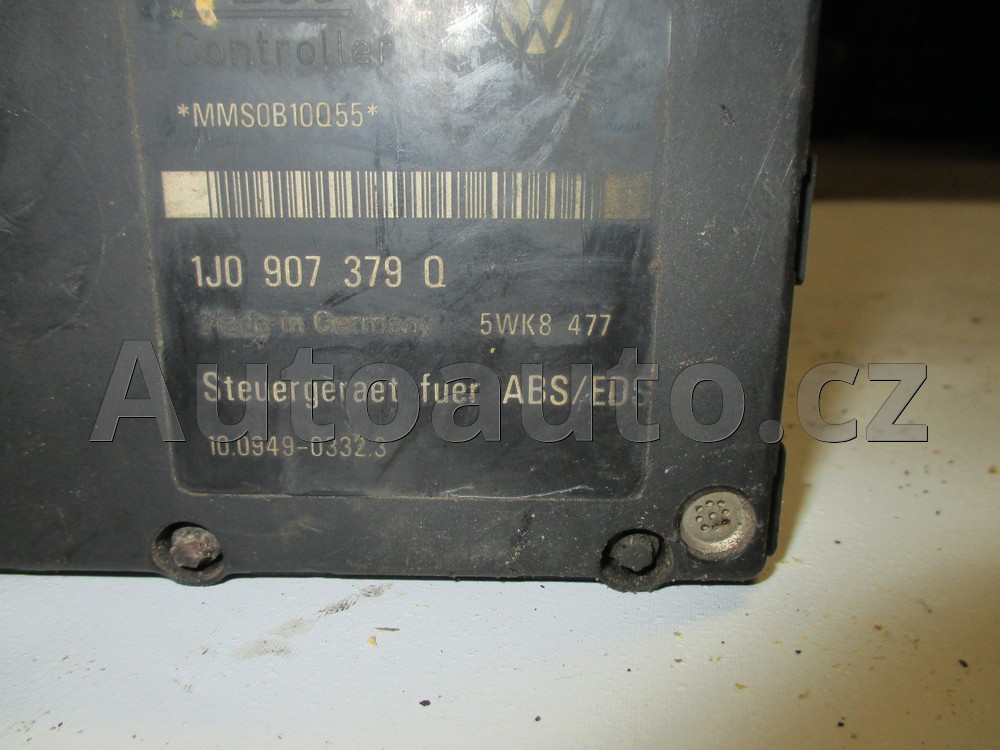 Controller
*MMS0B10Q55*
1J0 907 379 Q
Made in Germany 5WK8 477
Autoauto.cz
Steuergeraet fuer ABS/EDS
10.0949-0332.3